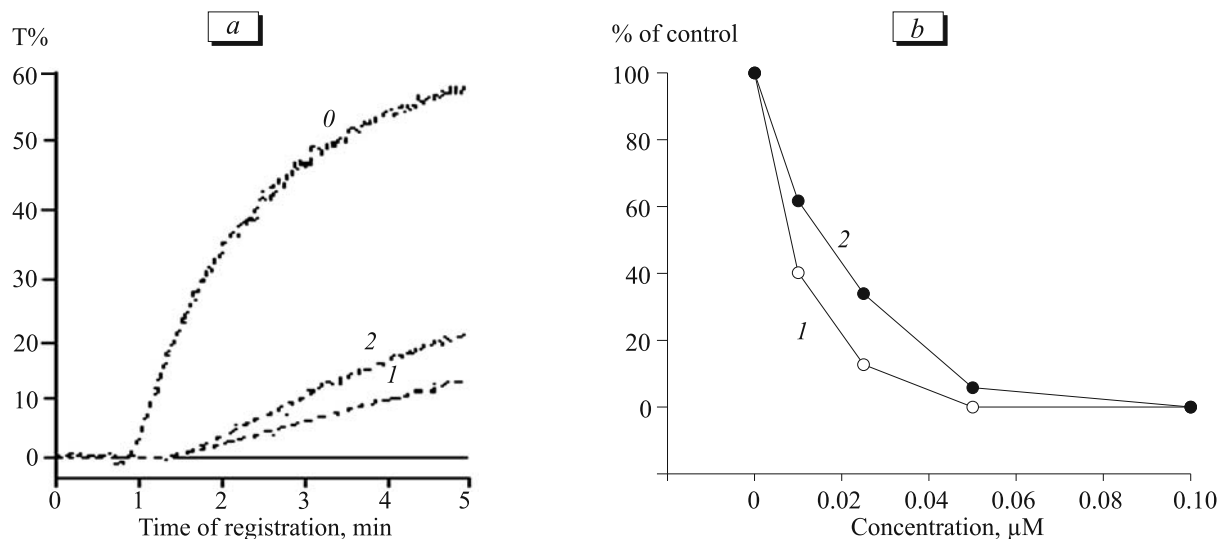 a
T%
60
50
40
30
20
10
0
0
2
1
0 1 2 3 4 5
Time of registration, min
b
% of control
100
80
60
40
20
0
2
1
0 0.02 0.04 0.06 0.08 0.10
Concentration, µM